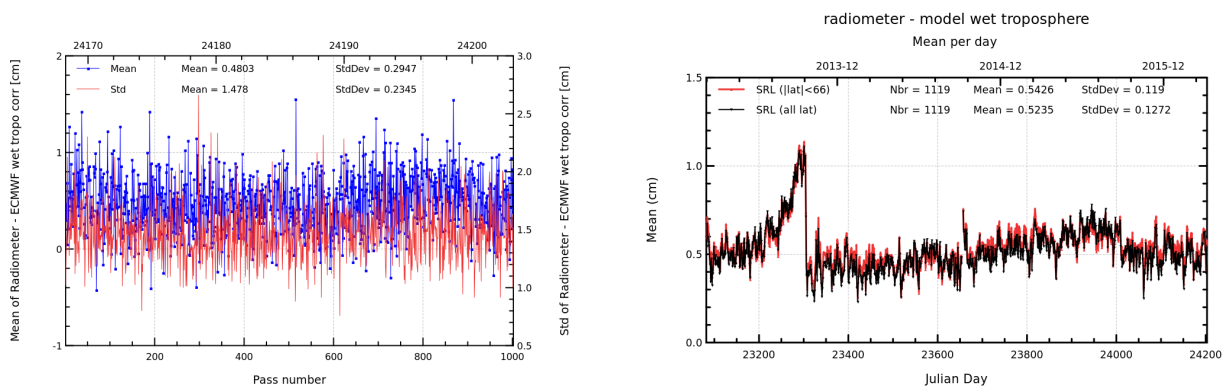 24170 24180 24190 24200
Mean Mean = 0.4803 StdDev = 0.2947
Std Mean = 1.478 StdDev = 0.2345
2
1
0
-1
3.0
2.5
2.0
1.5
1.0
0.5
200 400 600 800 1000
Pass number
Mean of Radiometer - ECMWF wet tropo corr [cm]
Std of Radiometer - ECMWF wet tropo corr [cm]
radiometer - model wet troposphere
Mean per day
2013-12 2014-12 2015-12
SRL (|lat|<66) Nbr = 1119 Mean = 0.5426 StdDev = 0.119
SRL (all lat) Nbr = 1119 Mean = 0.5235 StdDev = 0.1272
1.5
1.0
0.5
0.0
Mean (cm)
23200 23400 23600 23800 24000 24200
Julian Day